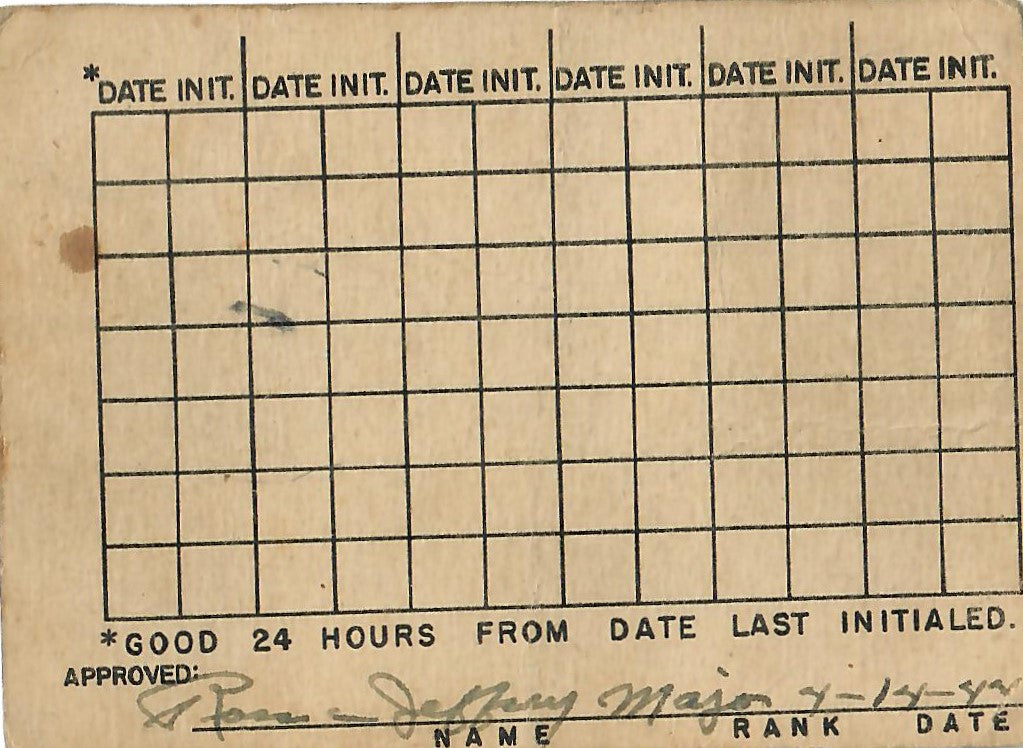 *DATE INIT. DATE INIT. DATE INIT. DATE INIT. DATE INIT. DATE INIT.
*GOOD 24 HOURS FROM DATE LAST INITIALED.
APPROVED:
Jeffrey Major 4-14-44
NAME RANK DATE